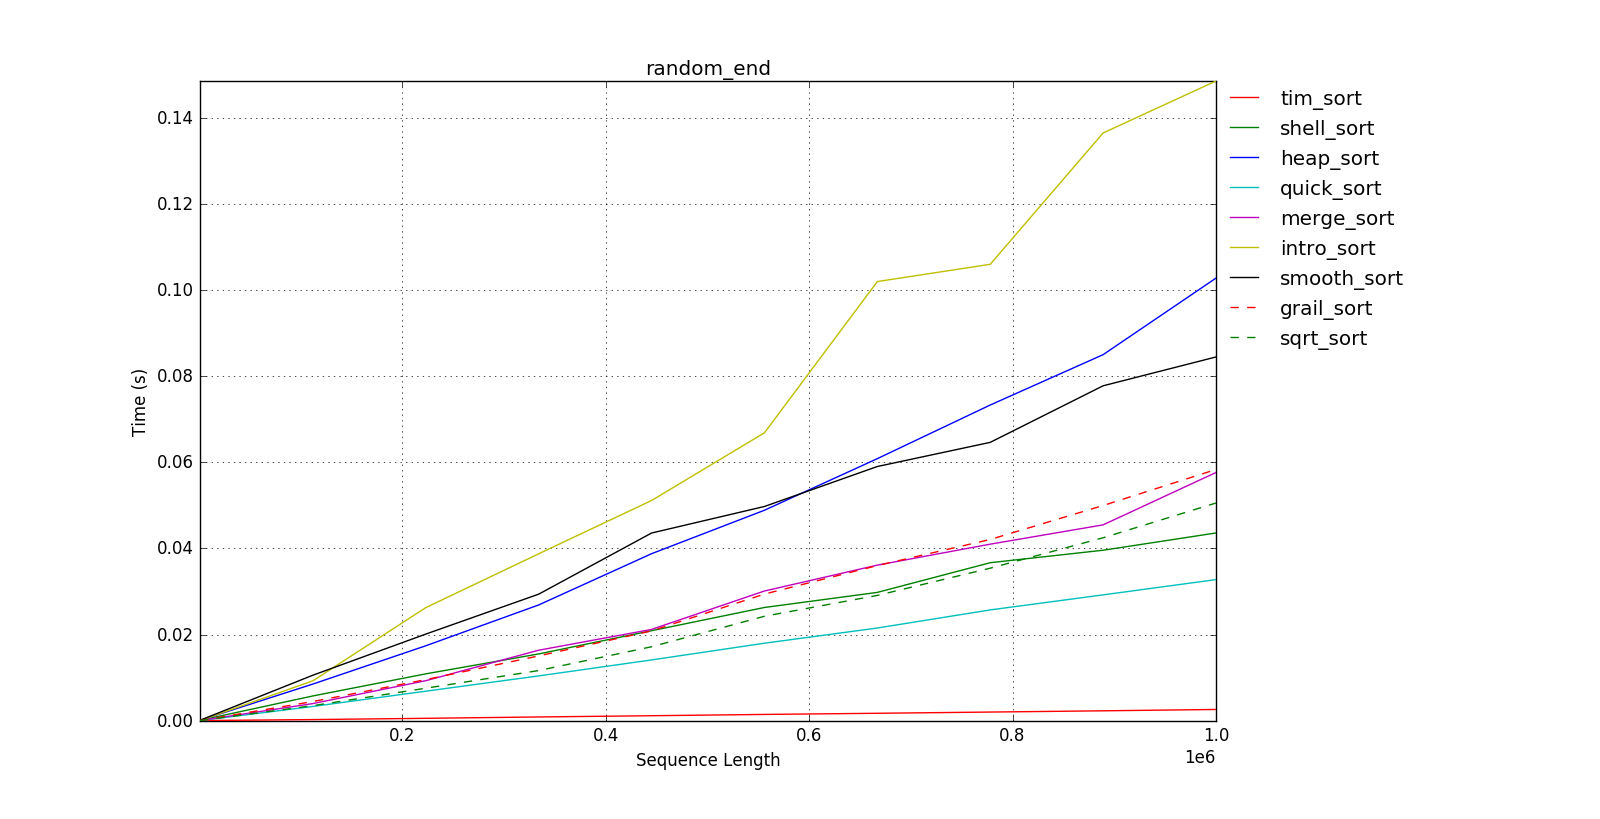 random_end
0.14
0.12
0.10
0.08
0.06
0.04
0.02
0.00
Time (s)
0.2
0.4
0.6
0.8
1.0
1e6
Sequence Length
tim_sort
shell_sort
heap_sort
quick_sort
merge_sort
intro_sort
smooth_sort
grail_sort
sqrt_sort